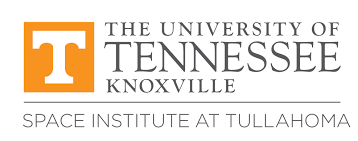 T
THE UNIVERSITY OF
TENNESSEE
KNOXVILLE
SPACE INSTITUTE AT TULLAHOMA